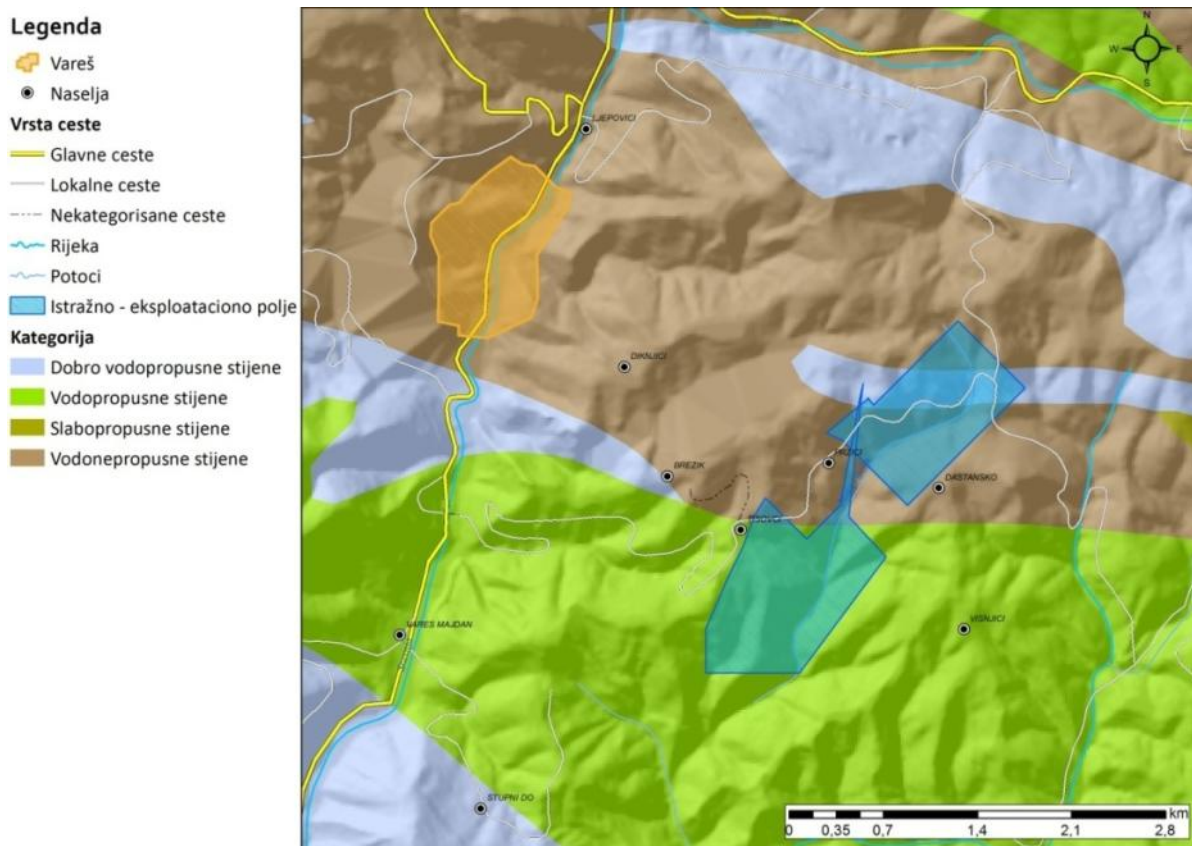 Legenda
Vareš
Naselja
Vrsta ceste
Glavne ceste
Lokalne ceste
Nekategorisane ceste
Rijeka
Potoci
Istražno - eksploataciono polje
Kategorija
Dobro vodopropusne stijene
Vodopropusne stijene
Slabopropusne stijene
Vodonepropusne stijene
N
W E
S
LJEPOVICI
DIKNJICI
BREZIK
DAŠTANSKO
VARES MAJDAN
VIŠNJICI
STUPNI DO
km
0 0,35 0,7 1,4 2,1 2,8